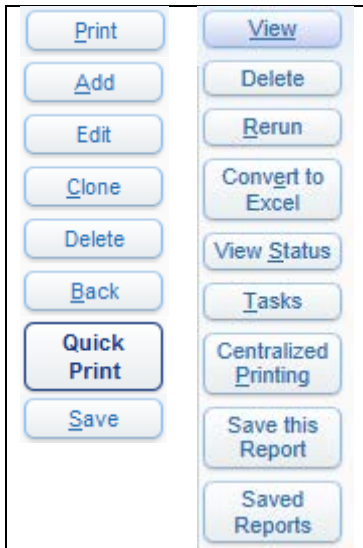 Print
Add
Edit
Clone
Delete
Back
Quick
Print
Save
View
Delete
Rerun
Convert to
Excel
View Status
Tasks
Centralized
Printing
Save this
Report
Saved
Reports